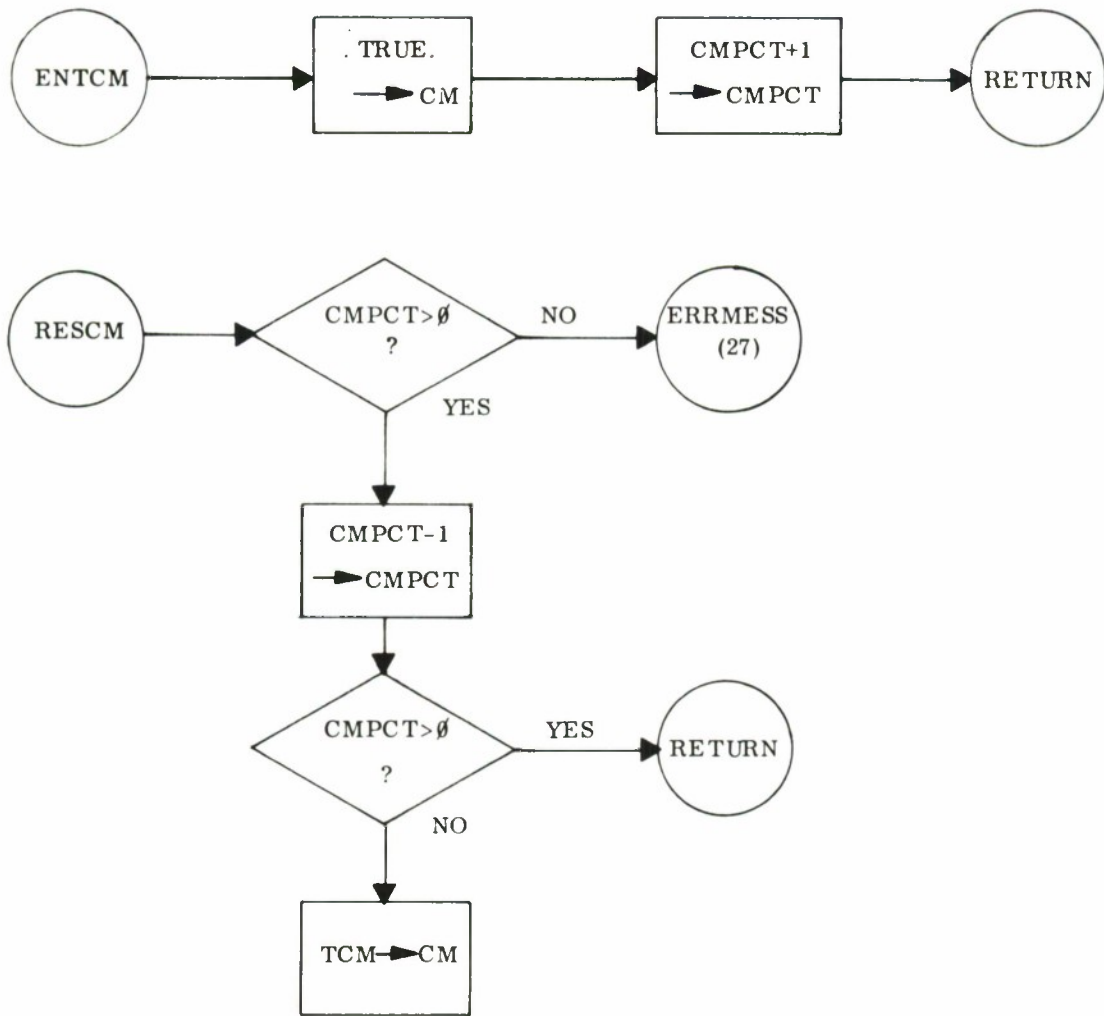 ENTCM
. TRUE.
→ CM
CMPCT+1
→ CMPCT
RETURN
RESCM
CMPCT>Ø
?
NO
ERRMESS
(27)
YES
CMPCT-1
→ CMPCT
CMPCT>Ø
?
YES
RETURN
NO
TCM→CM